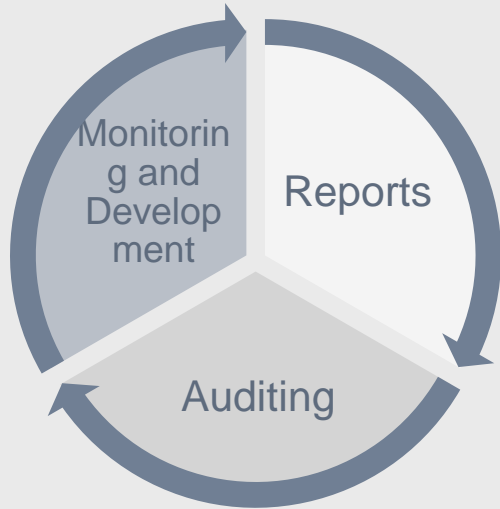 Monitorin
g and
Develop
ment
Reports
Auditing